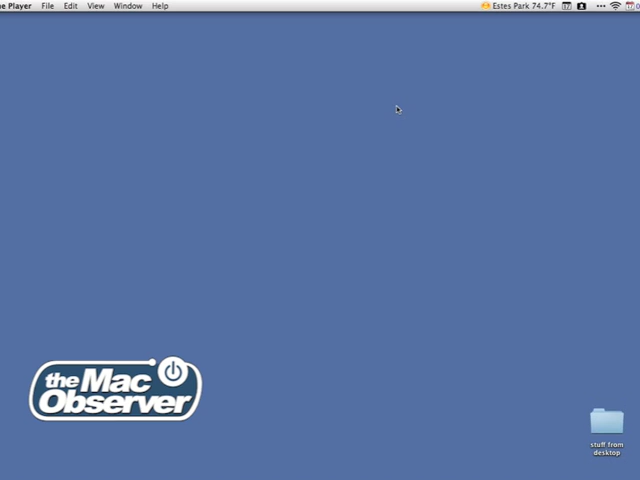 Player File Edit View Window Help Estes Park 74.7°F
the Mac
Observer
stuff from
desktop